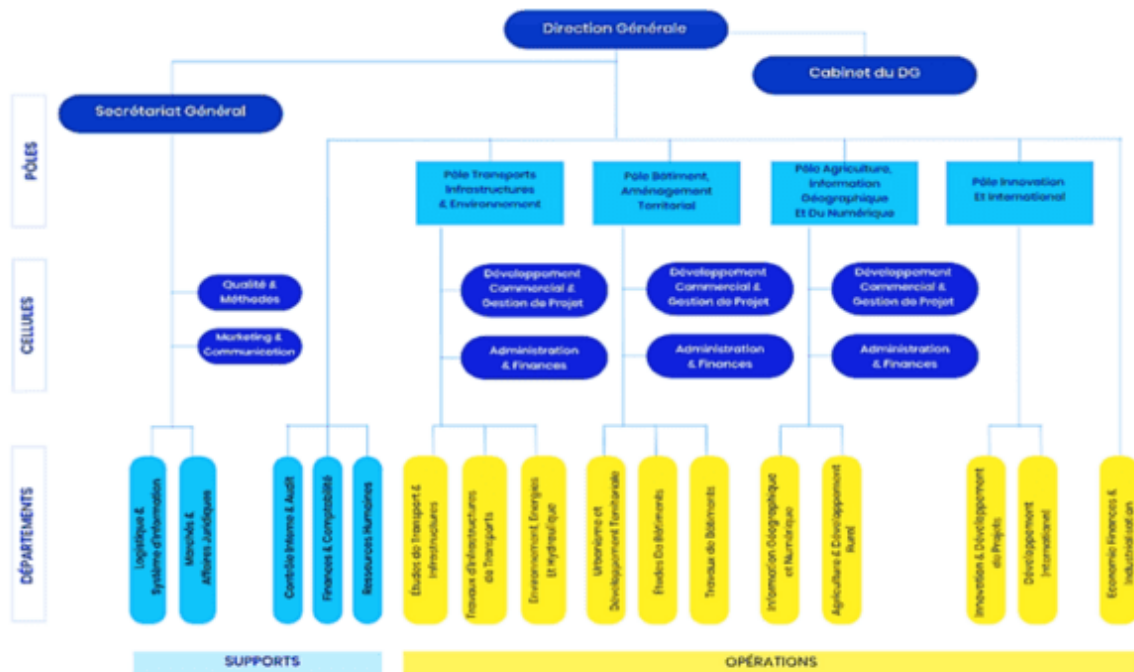 Direction Générale
Cabinet du DG
Secrétariat Général
PÔLES
Pôle Transports
Infrastructures
& Environnement
Pôle Bâtiment,
Aménagement
Territorial
Pôle Agriculture,
Information
Géographique
Et Du Numérique
Pôle Innovation
Et International
CELLULES
Qualité &
Méthodes
Marketing &
Communication
Développement
Commercial &
Gestion de Projet
Administration
& Finances
Développement
Commercial &
Gestion de Projet
Administration
& Finances
Développement
Commercial &
Gestion de Projet
Administration
& Finances
DÉPARTEMENTS
Logistique &
Système d'Information
Marchés &
Affaires Juridiques
Contrôle Interne & Audit
Finances & Comptabilité
Ressources Humaines
Études de Transport &
Infrastructures
Travaux d'Infrastructures
de Transports
Environnement, Energies
Et Hydraulique
Urbanisme et
Développement Territoriale
Études De Bâtiments
Travaux de Bâtiments
Information Géographique
et Numérique
Agriculture & Développement
Rural
Innovation & Développement
de Projets
Développement
International
Economie Finances &
Industrialisation
SUPPORTS
OPÉRATIONS